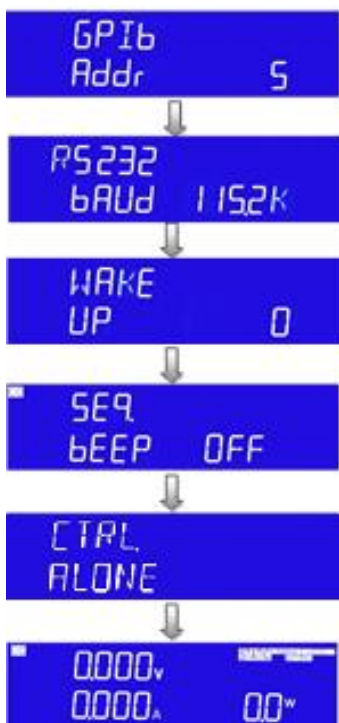 GPIb
Addr 5
RS232
bAUd 115.2K
WAKE
UP 0
SEQ.
bEEP OFF
CTRL.
ALONE
0.000V
0.000A 0.0W